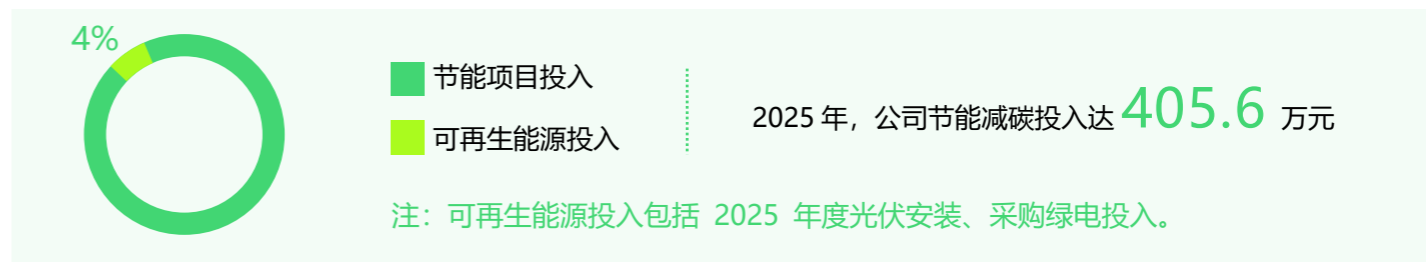 4%
节能项目投入
可再生能源投入
2025 年，公司节能减碳投入达 405.6 万元
注：可再生能源投入包括 2025 年度光伏安装、采购绿电投入。